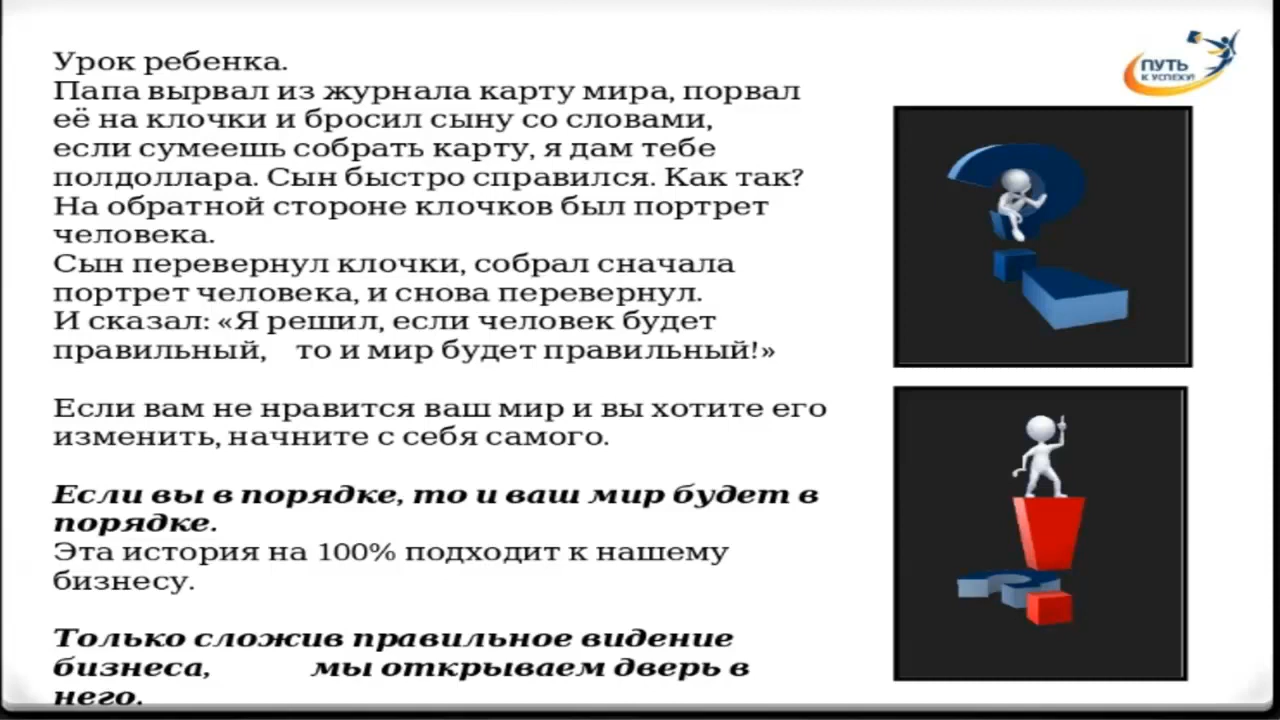 Урок ребенка.
Папа вырвал из журнала карту мира, порвал
её на клочки и бросил сыну со словами,
если сумеешь собрать карту, я дам тебе
полдоллара. Сын быстро справился. Как так?
На обратной стороне клочков был портрет
человека.
Сын перевернул клочки, собрал сначала
портрет человека, и снова перевернул.
И сказал: «Я решил, если человек будет
правильный, то и мир будет правильный!»
Если вам не нравится ваш мир и вы хотите его
изменить, начните с себя самого.
Если вы в порядке, то и ваш мир будет в
порядке.
Эта история на 100% подходит к нашему
бизнесу.
Только сложив правильное видение
бизнеса, мы открываем дверь в
него.
ПУТЬ
К УСПЕХУ!